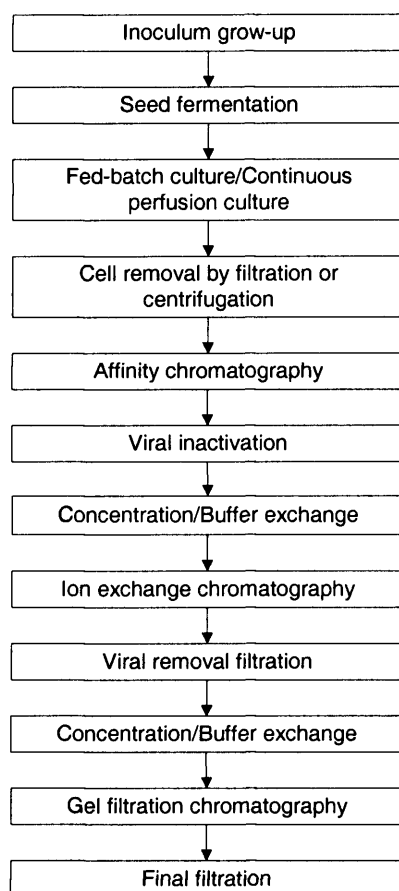 Inoculum grow-up
Seed fermentation
Fed-batch culture/Continuous
perfusion culture
Cell removal by filtration or
centrifugation
Affinity chromatography
Viral inactivation
Concentration/Buffer exchange
Ion exchange chromatography
Viral removal filtration
Concentration/Buffer exchange
Gel filtration chromatography
Final filtration